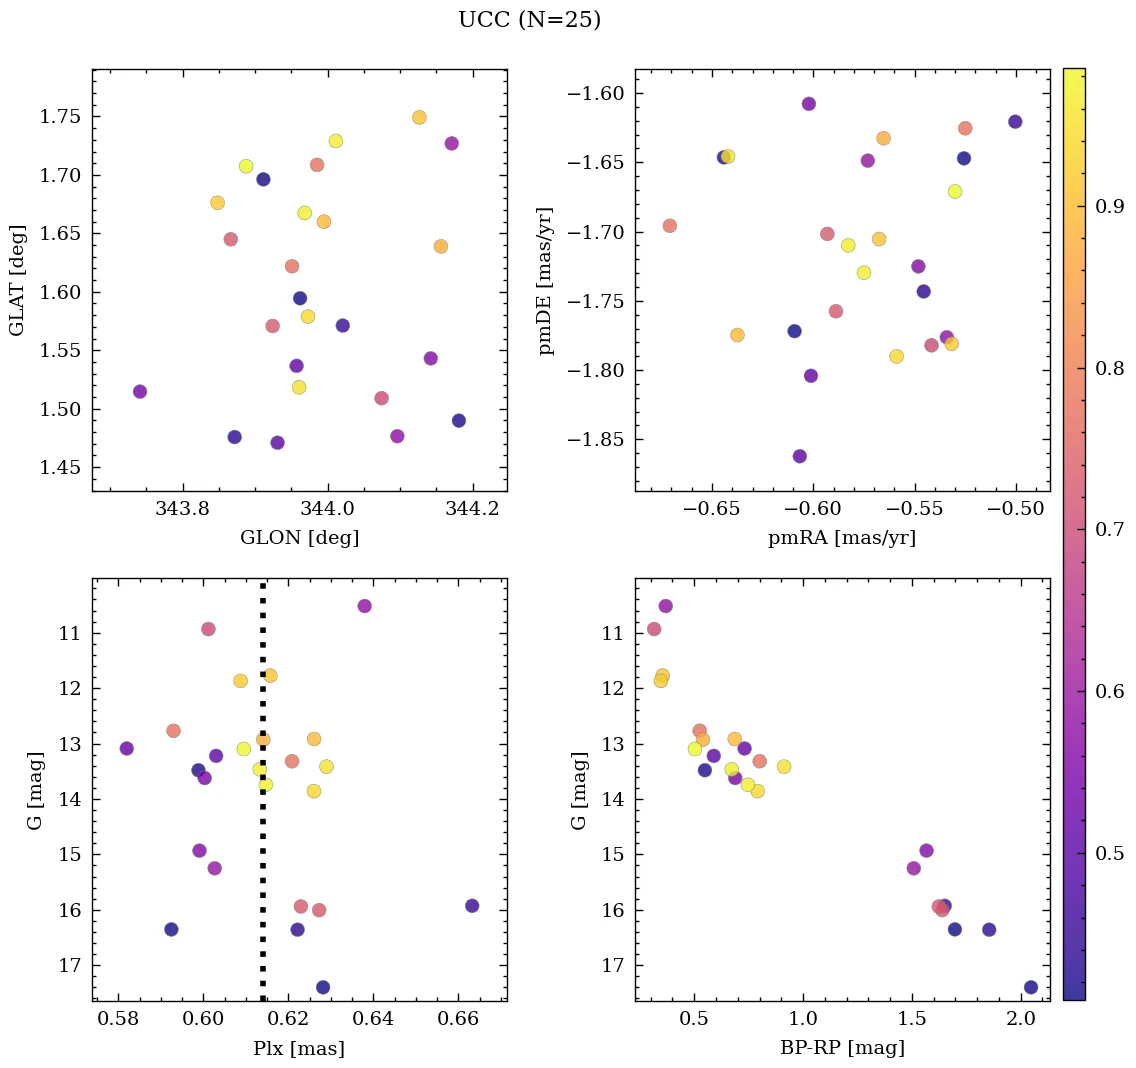 UCC (N=25)
1.75
1.70
1.65
1.60
1.55
1.50
1.45
GLAT [deg]
343.8 344.0 344.2
GLON [deg]
−1.60
−1.65
−1.70
−1.75
−1.80
−1.85
pmDE [mas/yr]
−0.65 −0.60 −0.55 −0.50
pmRA [mas/yr]
0.9
0.8
0.7
0.6
0.5
11
12
13
14
15
16
17
G [mag]
0.58 0.60 0.62 0.64 0.66
Plx [mas]
11
12
13
14
15
16
17
G [mag]
0.5 1.0 1.5 2.0
BP-RP [mag]